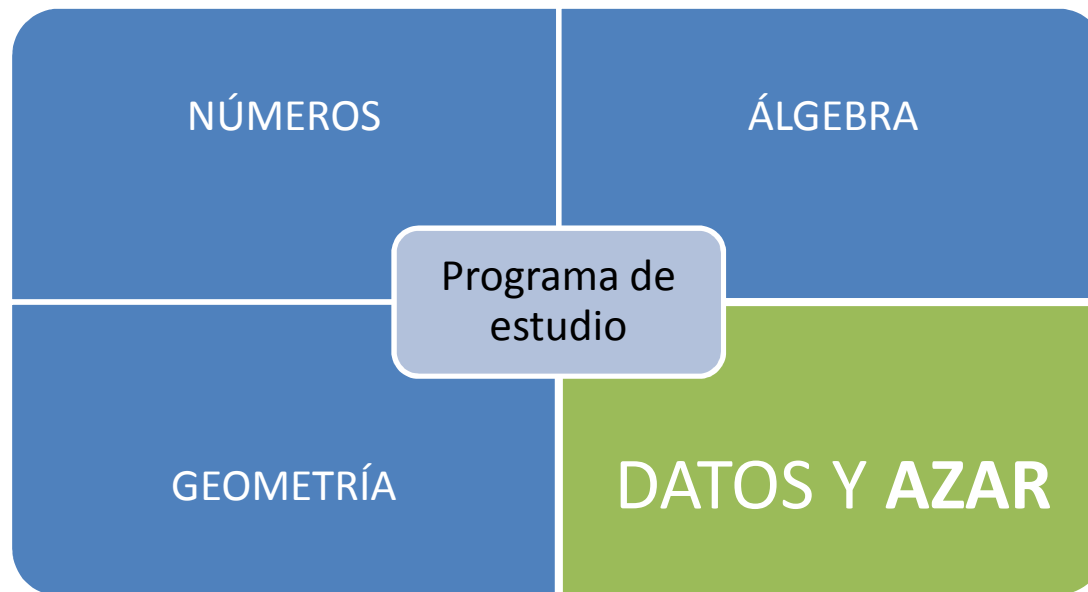 NÚMEROS
ÁLGEBRA
Programa de
estudio
GEOMETRÍA
DATOS Y AZAR